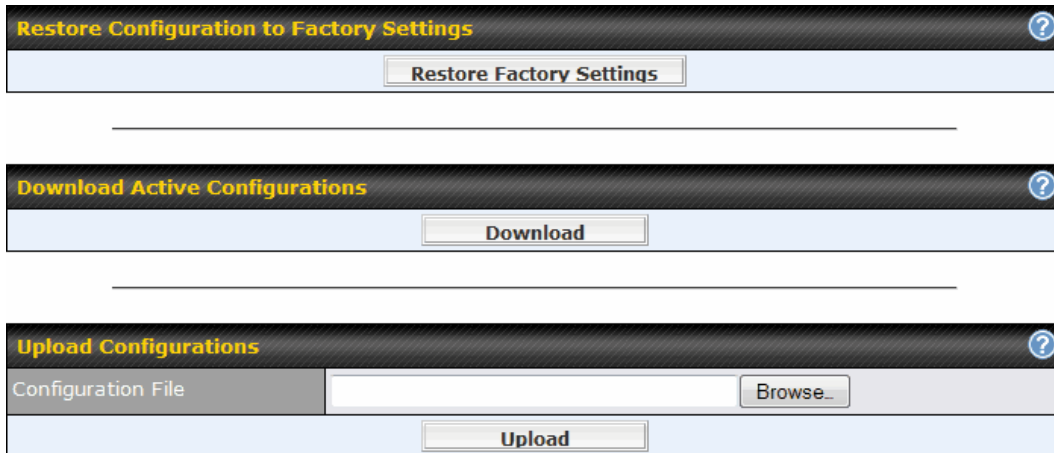 Restore Configuration to Factory Settings
?
Restore Factory Settings
Download Active Configurations
?
Download
Upload Configurations
?
Configuration File
Browse...
Upload